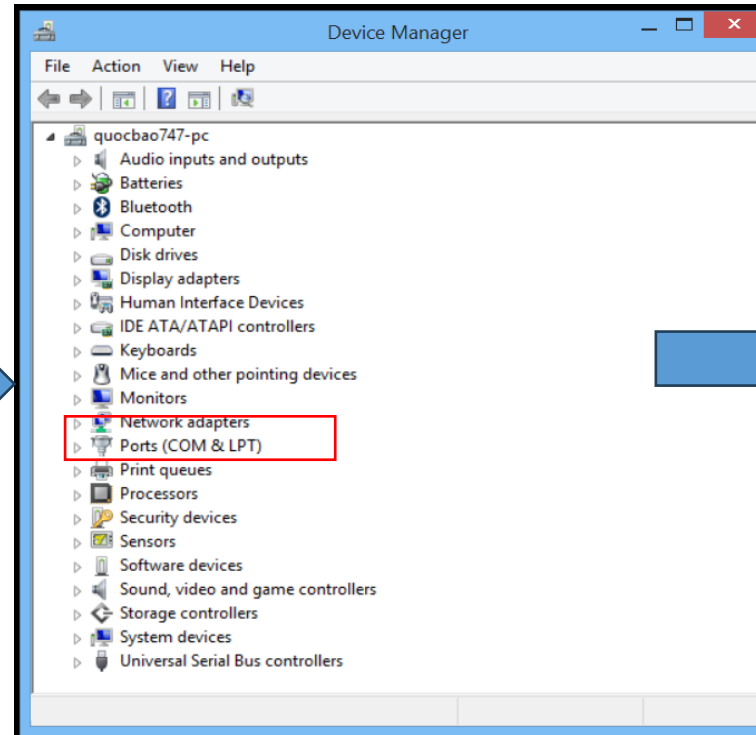 Device Manager
File Action View Help
quocbao747-pc
Audio inputs and outputs
Batteries
Bluetooth
Computer
Disk drives
Display adapters
Human Interface Devices
IDE ATA/ATAPI controllers
Keyboards
Mice and other pointing devices
Monitors
Network adapters
Ports (COM & LPT)
Print queues
Processors
Security devices
Sensors
Software devices
Sound, video and game controllers
Storage controllers
System devices
Universal Serial Bus controllers